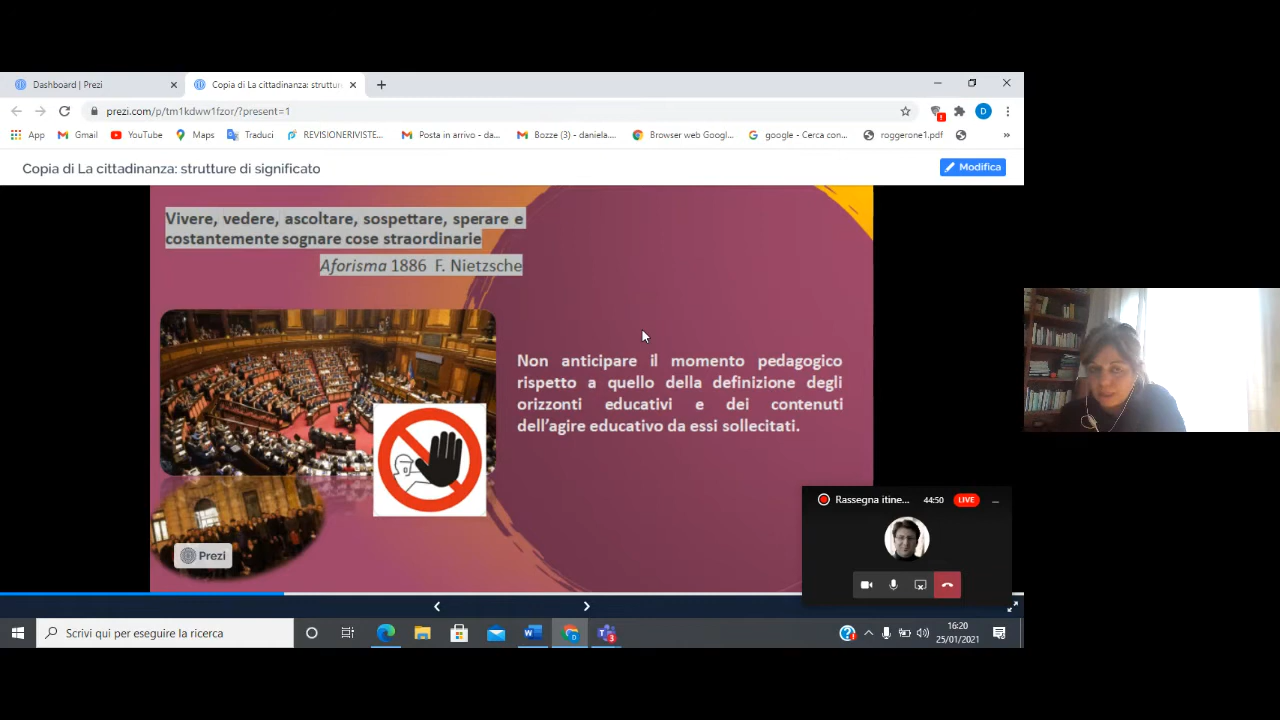 Dashboard | Prezi
Copia di La cittadinanza: struttur
prezi.com/p/tm1kdww1fzor/?present=1
D
App
Gmail
YouTube
Maps
Traduci
REVISIONERIVISTE...
Posta in arrivo - da...
Bozze (3) - daniela....
Browser web Googl...
google - Cerca con...
roggerone1.pdf
»
Copia di La cittadinanza: strutture di significato
Modifica
Vivere, vedere, ascoltare, sospettare, sperare e
costantemente sognare cose straordinarie
Aforisma 1886 F. Nietzsche
Non anticipare il momento pedagogico
rispetto a quello della definizione degli
orizzonti educativi e dei contenuti
dell’agire educativo da essi sollecitati.
Prezi
Rassegna itine...
44:50
LIVE
Scrivi qui per eseguire la ricerca
3
16:20
25/01/2021